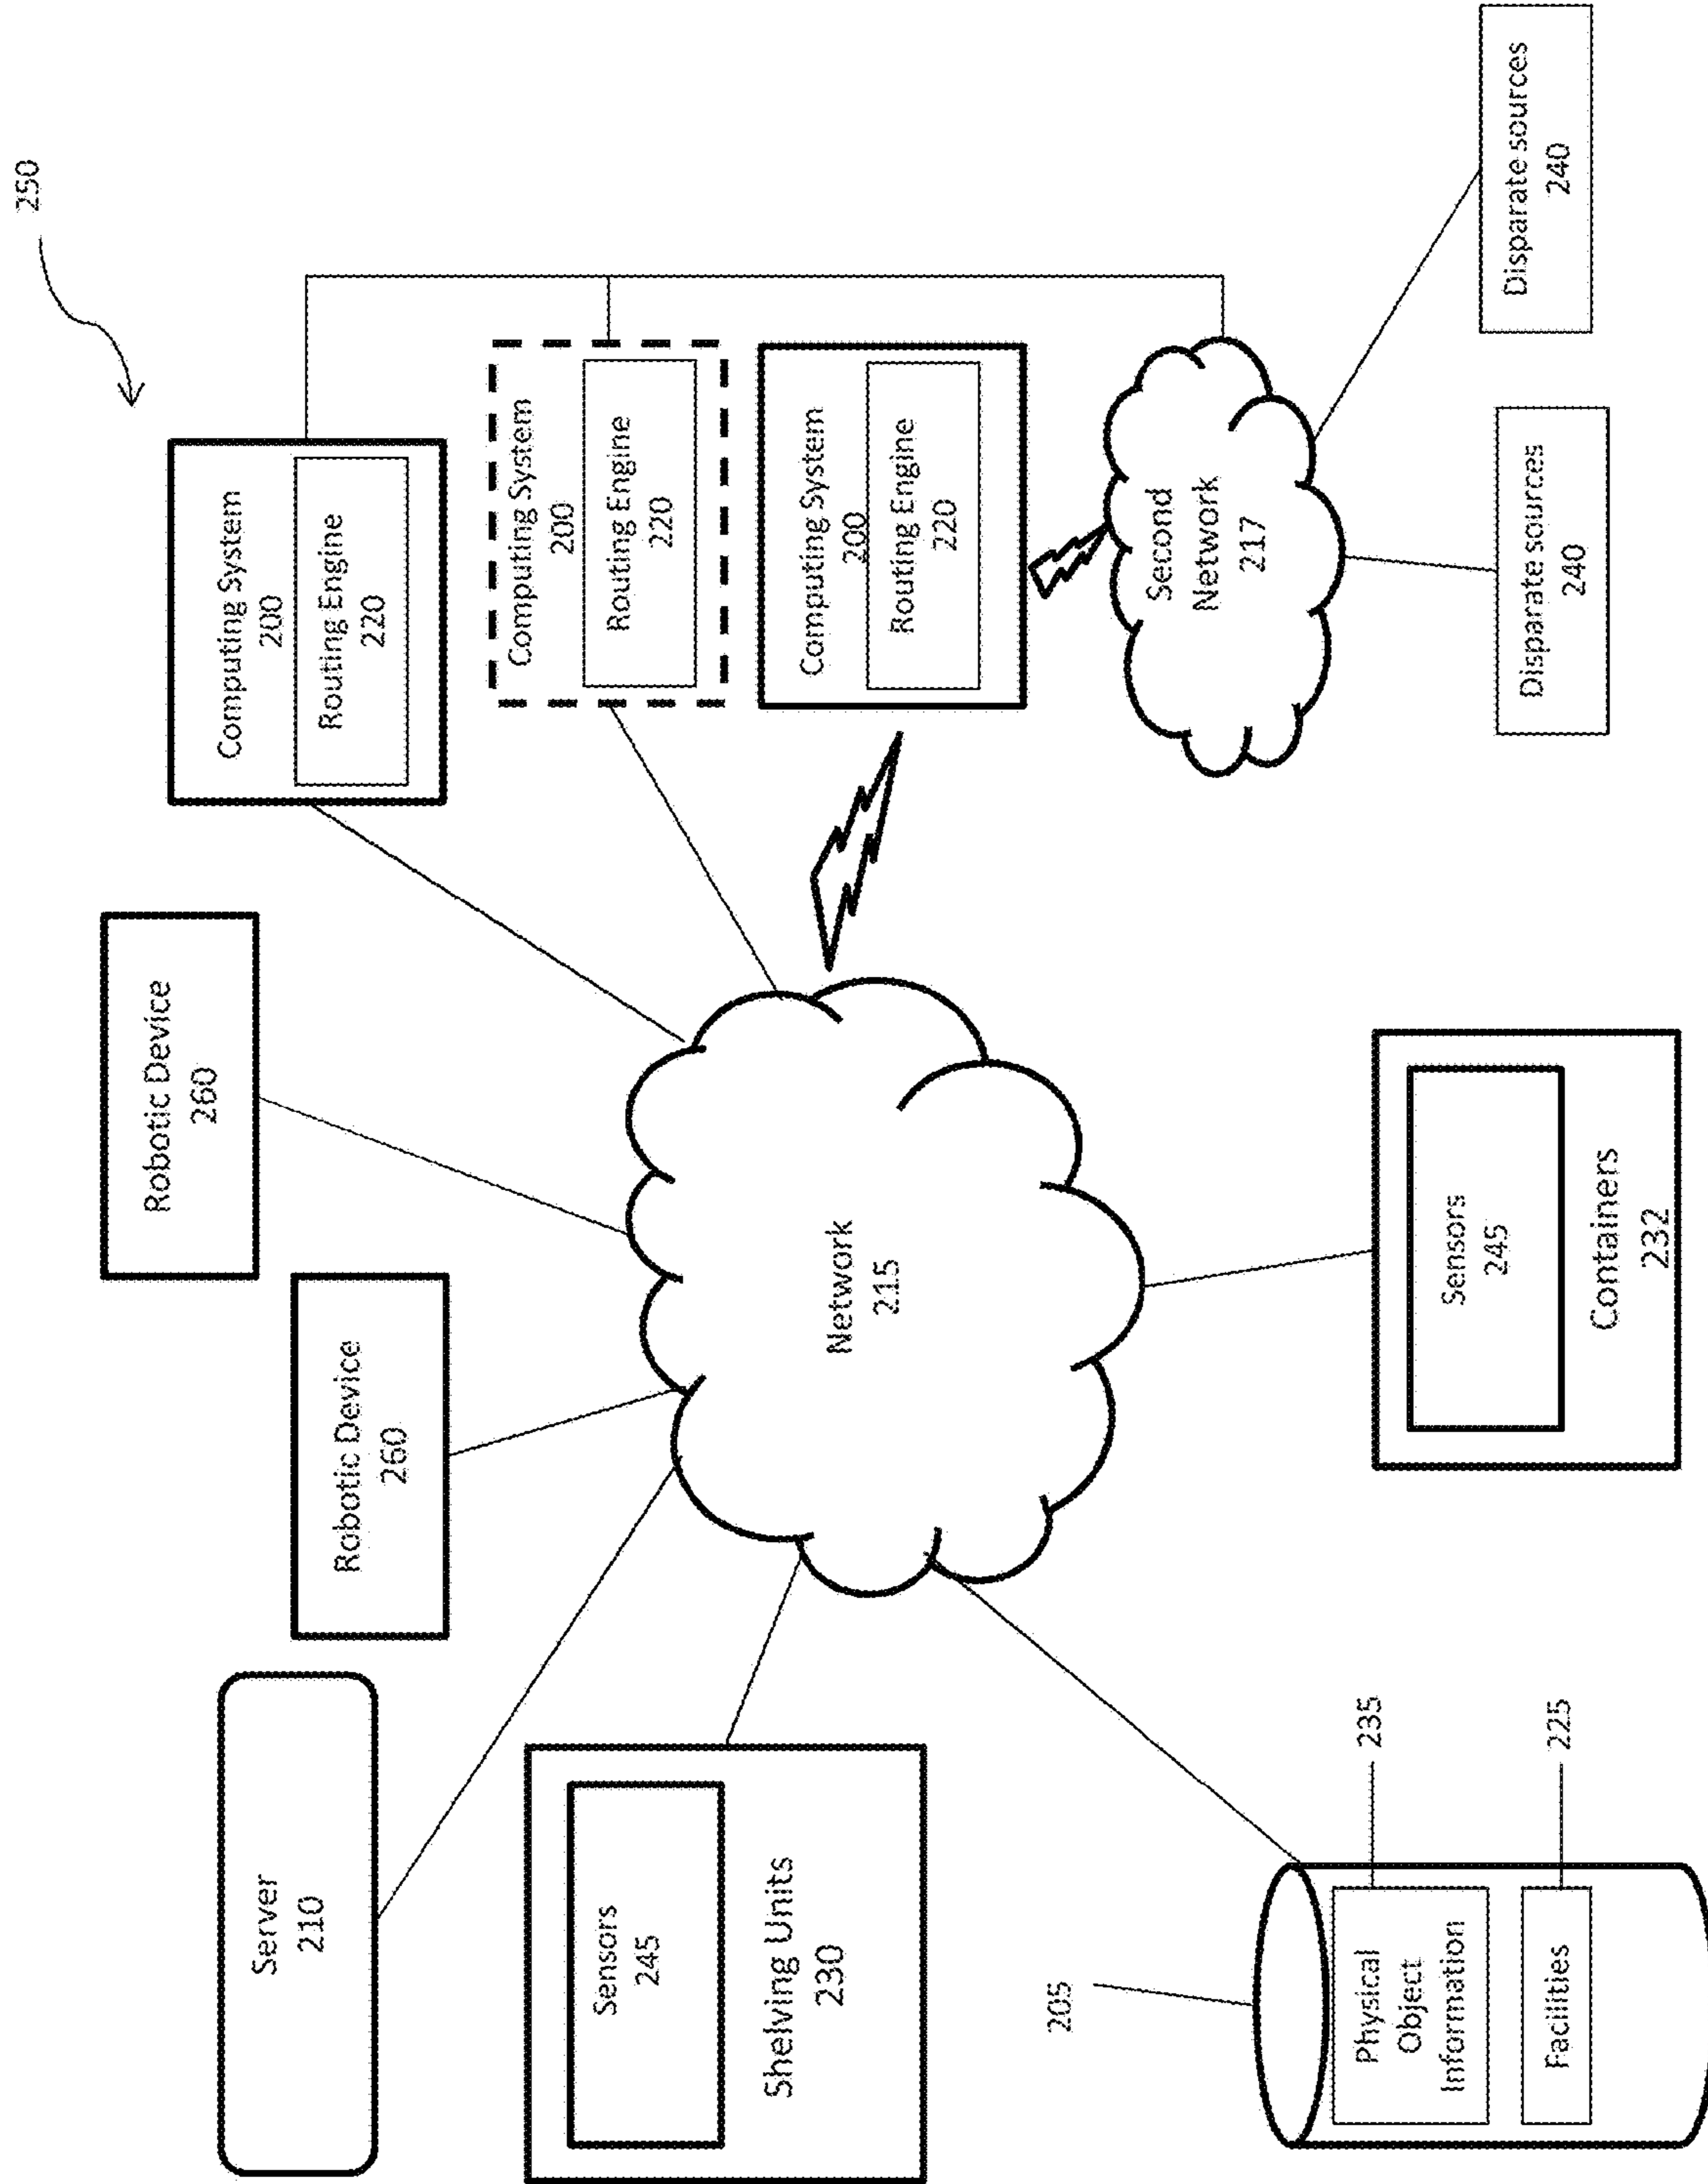 250
Server
210
Robotic Device
260
Robotic Device
260
Computing System
200
Routing Engine
220
Sensors
245
Shelving Units
230
Computing System
200
Routing Engine
220
Computing System
200
Routing Engine
220
Network
215
Second
Network
217
205
Physical
Object
Information
235
Facilities
225
Sensors
245
Containers
232
Disparate sources
240
Disparate sources
240